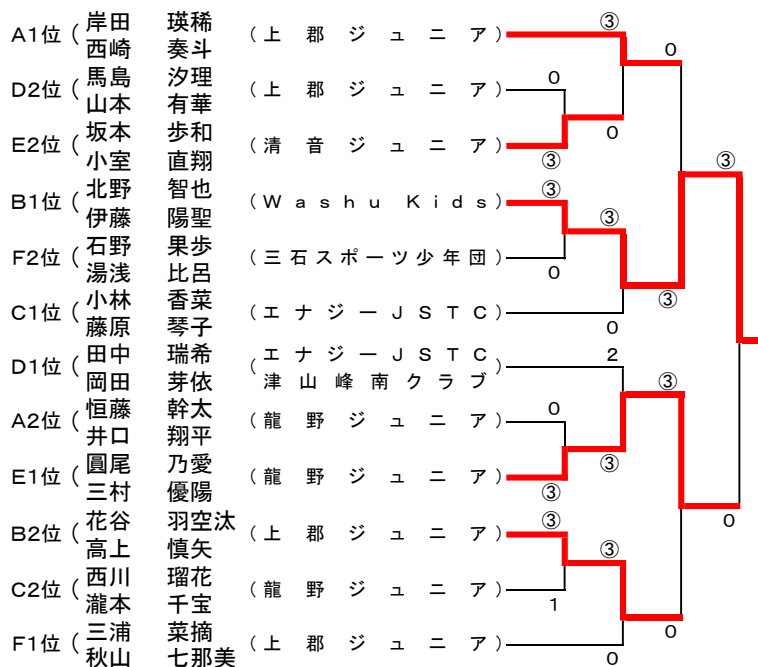 岸田 瑛稀
A1位 ( ( 上 郡 ジ ュ ニ ア ) ③
西崎 奏斗 0
馬島 汐理 0
D2位 ( ( 上 郡 ジ ュ ニ ア )
山本 有華
坂本 歩和 0
E2位 ( ( 清 音 ジ ュ ニ ア )
小室 直翔 ③ ③
北野 智也 ③
B1位 ( ( W a s h u K i d s ) ③
伊藤 陽聖
石野 果歩
F2位 ( ( 三石スポーツ少年団 )
湯浅 比呂 0
小林 香菜 ③
C1位 ( ( エ ナ ジ ー J S T C )
藤原 琴子 0
田中 瑞希 ( エ ナ ジ ー J S T C ) 2
D1位 (
岡田 芽依 津 山 峰 南 ク ラ ブ ③
恒藤 幹太 0
A2位 ( ( 龍 野 ジ ュ ニ ア )
井口 翔平
圓尾 乃愛 ③
E1位 ( ( 龍 野 ジ ュ ニ ア )
三村 優陽 ③
花谷 羽空汰 ③ 0
B2位 ( ( 上 郡 ジ ュ ニ ア )
高上 慎矢 ③
西川 瑠花
C2位 ( ( 龍 野 ジ ュ ニ ア )
瀧本 千宝 1
三浦 菜摘 0
F1位 ( ( 上 郡 ジ ュ ニ ア )
秋山 七那美 0